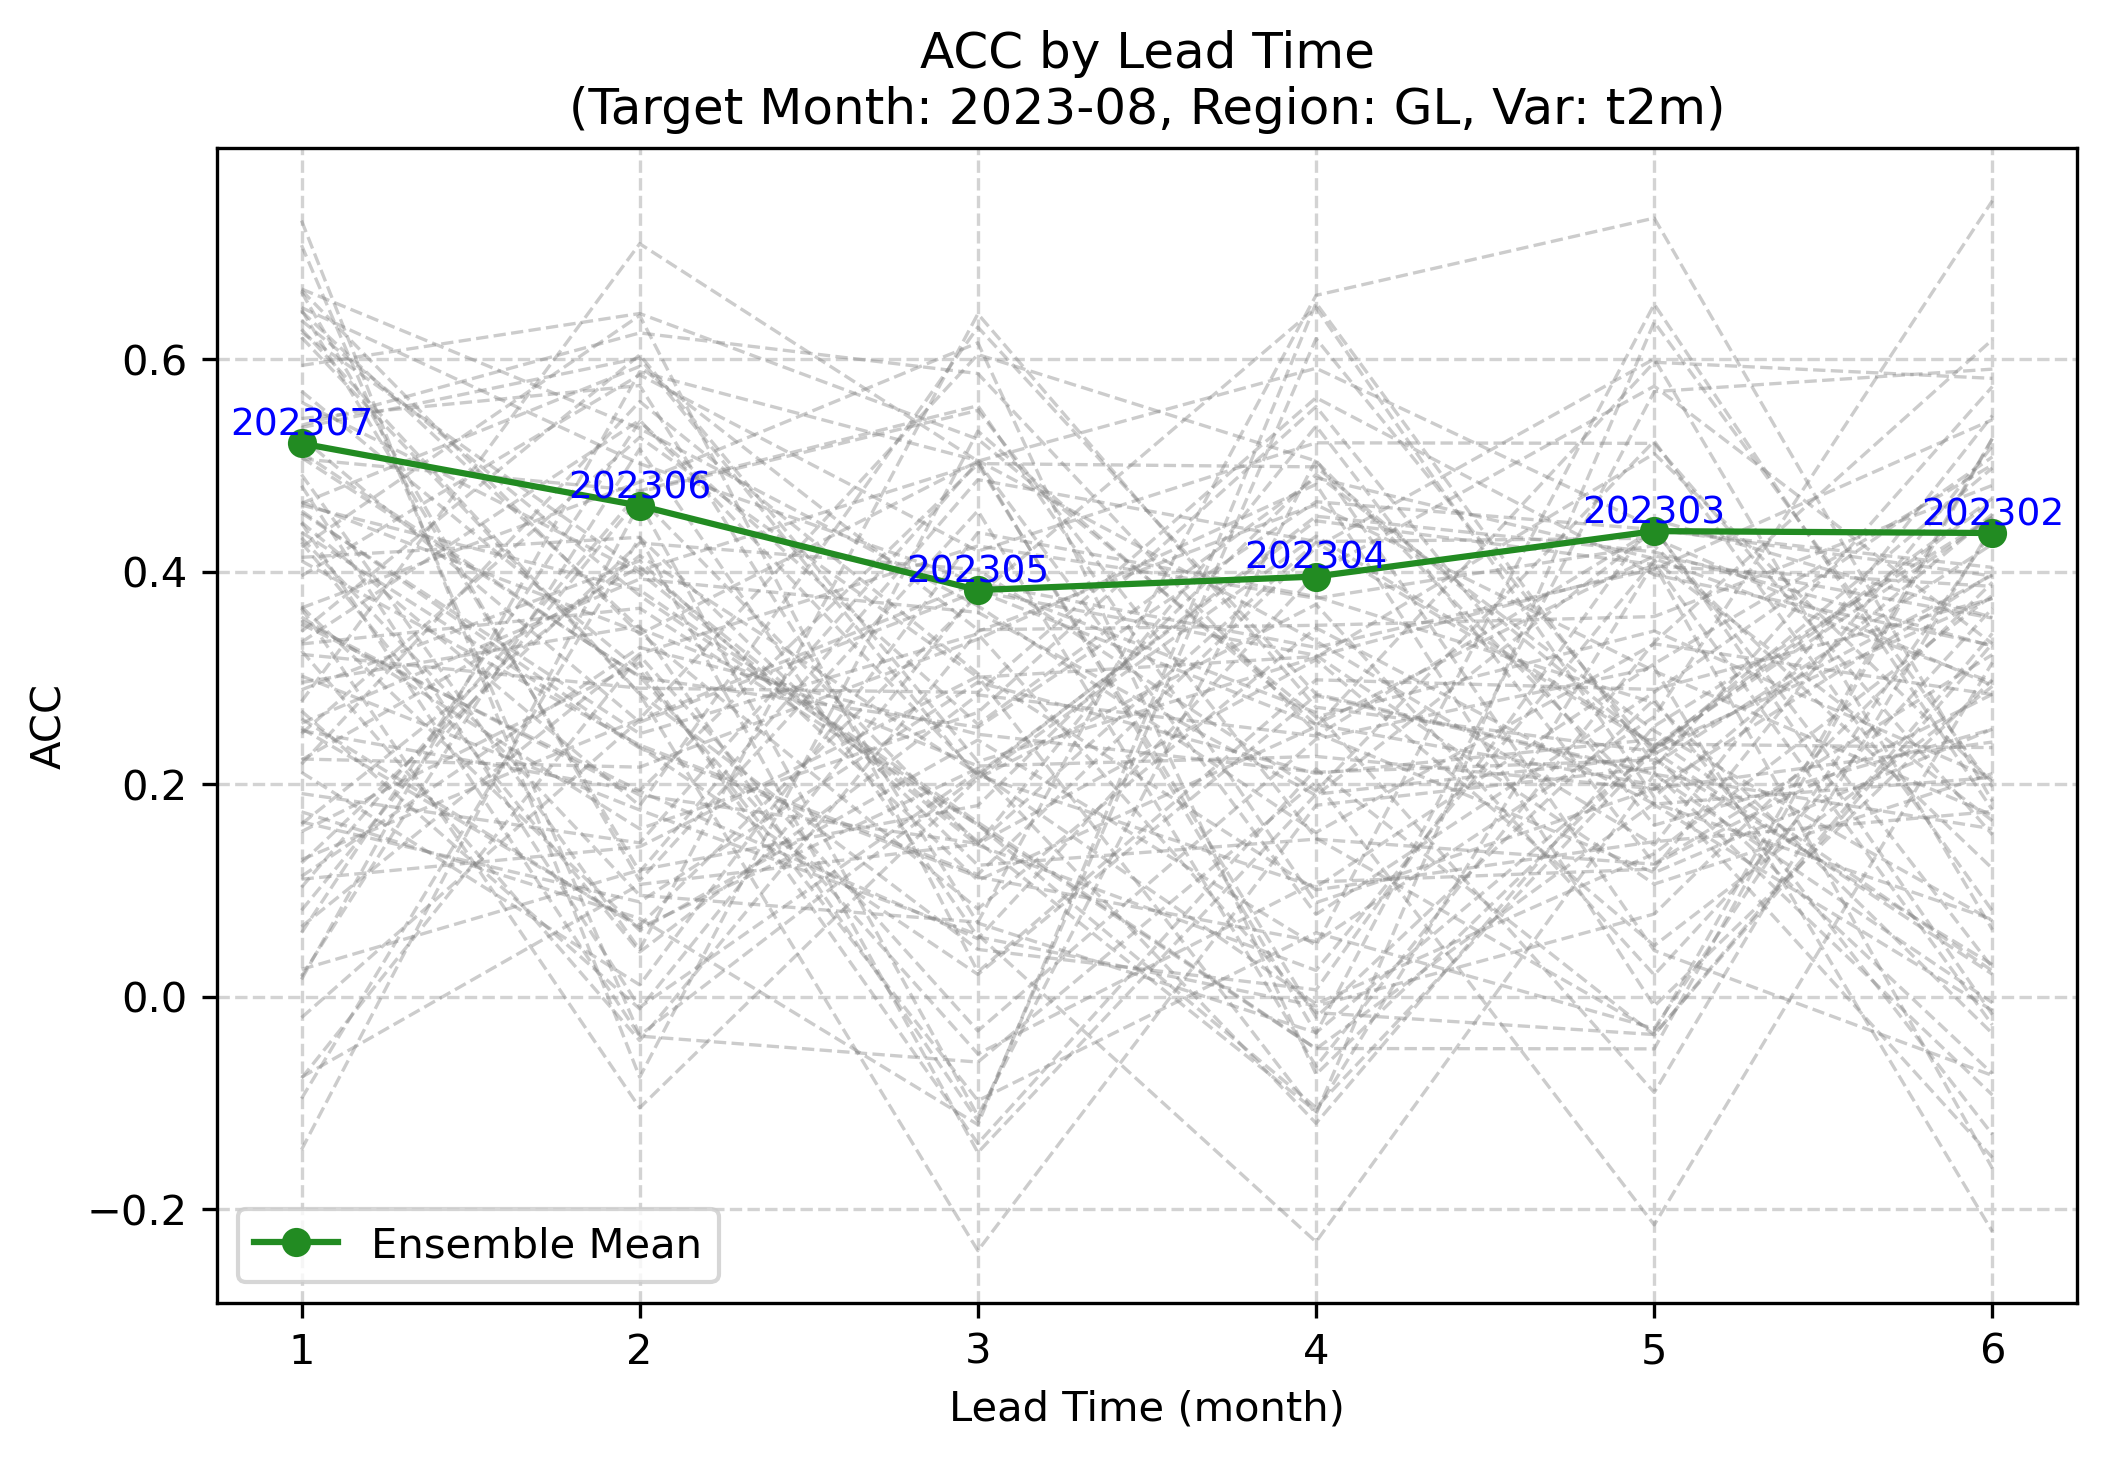 ACC by Lead Time
(Target Month: 2023-08, Region: GL, Var: t2m)
ACC
0.6
0.4
0.2
0.0
−0.2
202307
202306
202305
202304
202303
202302
Ensemble Mean
1 2 3 4 5 6
Lead Time (month)